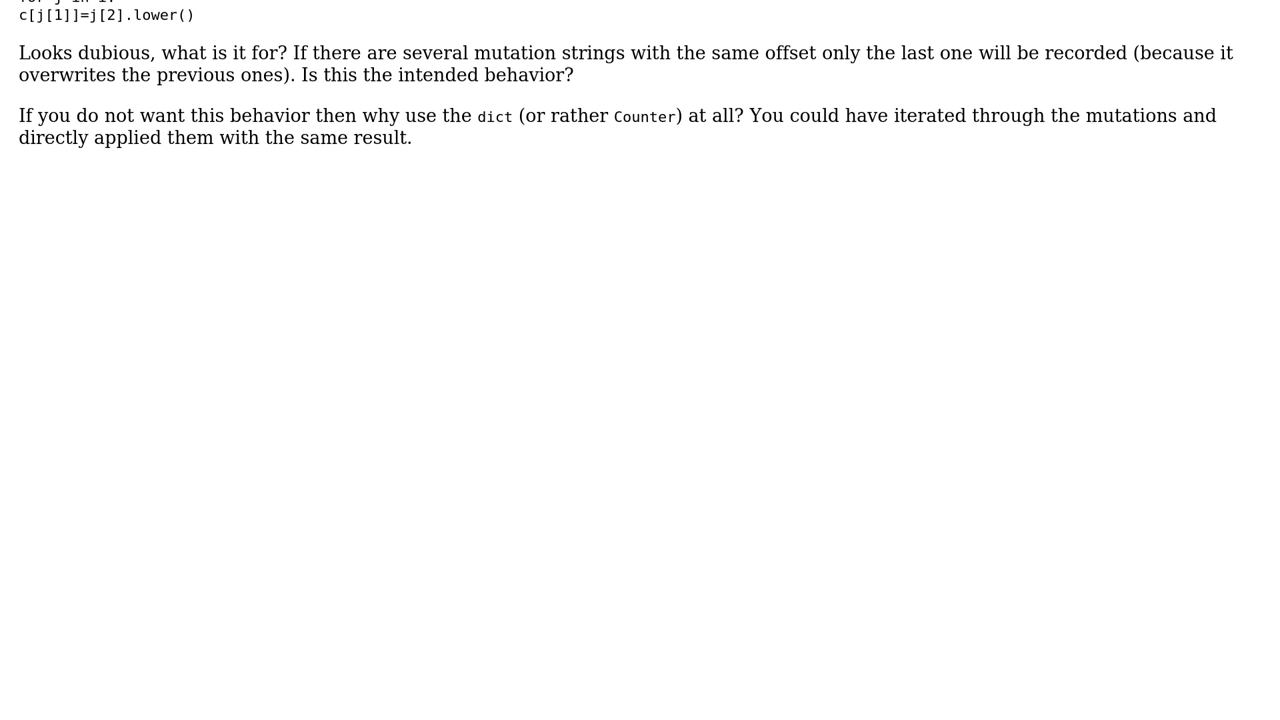 c[j[1]]=j[2].lower()
Looks dubious, what is it for? If there are several mutation strings with the same offset only the last one will be recorded (because it
overwrites the previous ones). Is this the intended behavior?
If you do not want this behavior then why use the dict (or rather Counter) at all? You could have iterated through the mutations and
directly applied them with the same result.